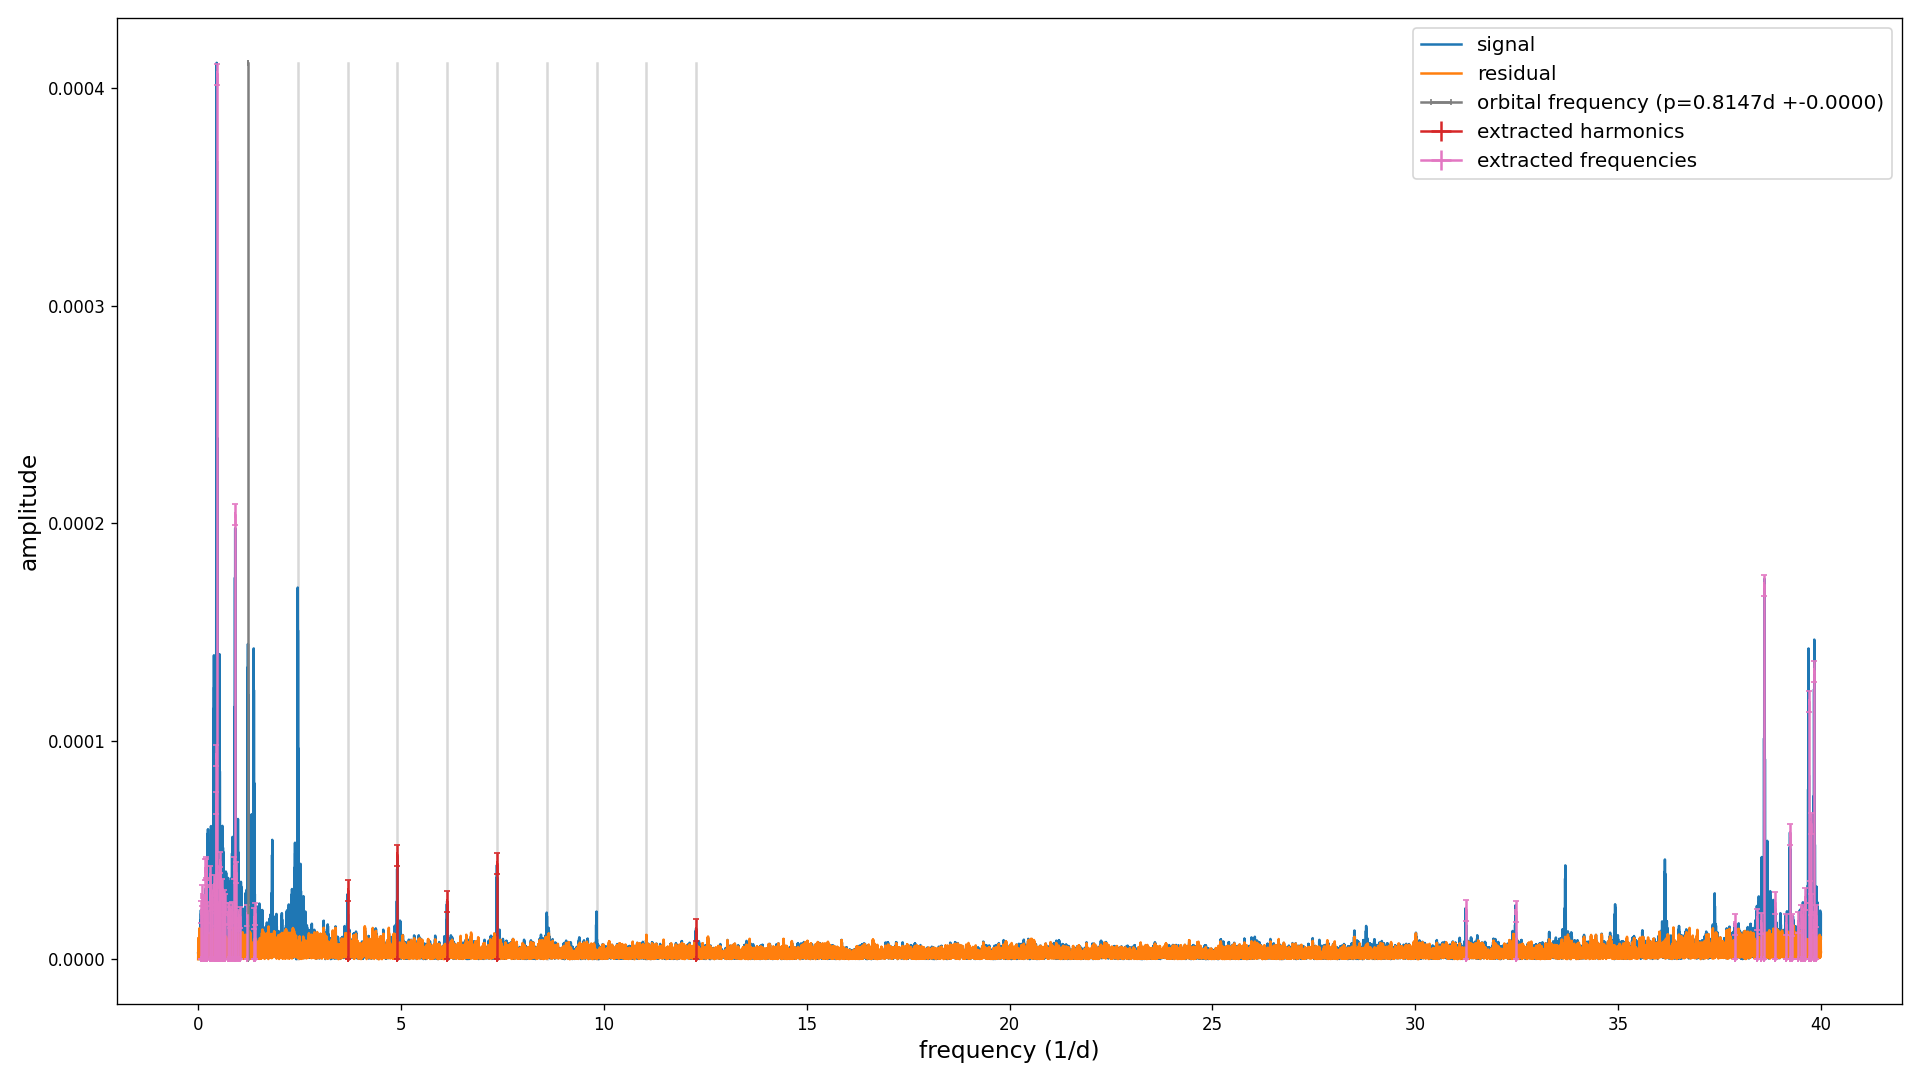 signal
residual
orbital frequency (p=0.8147d +-0.0000)
extracted harmonics
extracted frequencies
0.0004
0.0003
0.0002
0.0001
0.0000
amplitude
0 5 10 15 20 25 30 35 40
frequency (1/d)